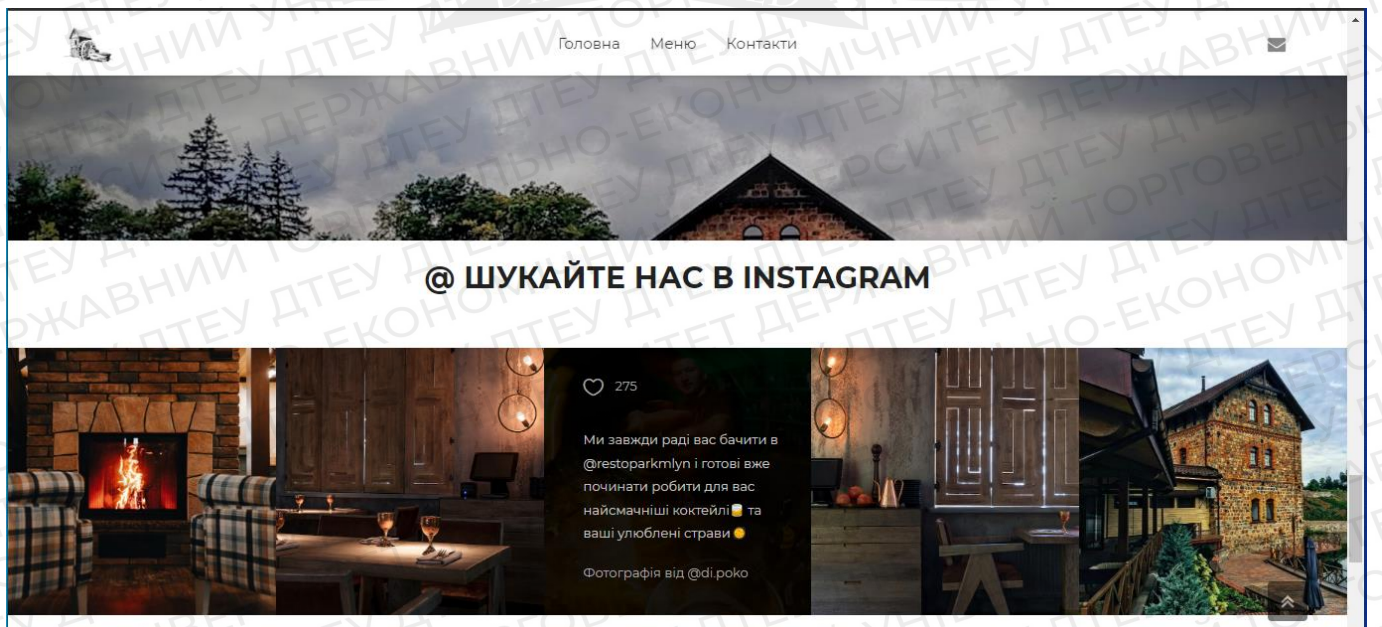 Головна Меню Контакти
@ ШУКАЙТЕ НАС В INSTAGRAM
275
Ми завжди раді вас бачити в
@restoparkmlyn і готові вже
починати робити для вас
найсмачніші коктейлі🥃 та
ваші улюблені страви🟡
Фотографія від @di.poko